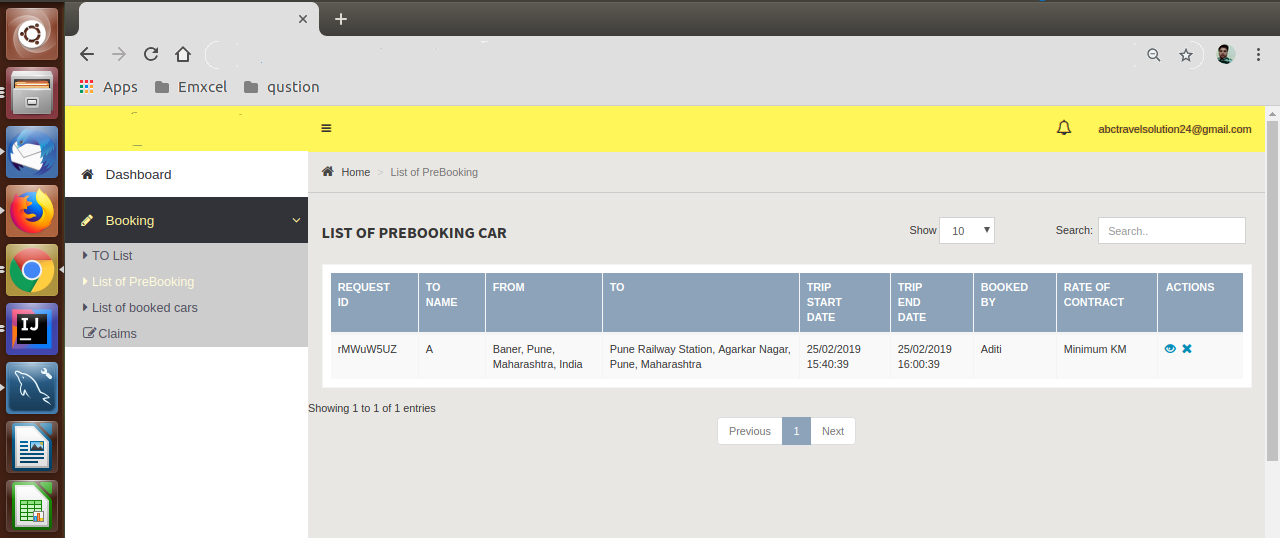 Apps Emxcel qustion
abctravelsolution24@gmail.com
Dashboard
Home > List of PreBooking
Booking
LIST OF PREBOOKING CAR
Show 10 Search: Search..
TO List
List of PreBooking
List of booked cars
Claims
REQUEST ID TO NAME FROM TO TRIP START DATE TRIP END DATE BOOKED BY RATE OF CONTRACT ACTIONS
rMWuW5UZ A Baner, Pune, Maharashtra, India Pune Railway Station, Agarkar Nagar, Pune, Maharashtra 25/02/2019 15:40:39 25/02/2019 16:00:39 Aditi Minimum KM
Showing 1 to 1 of 1 entries
Previous 1 Next
IJ